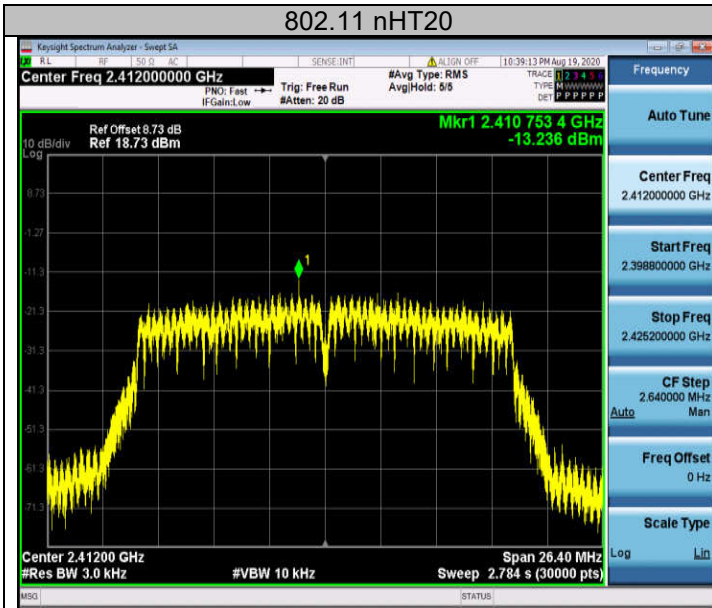 802.11 nHT20
Keysight Spectrum Analyzer - Swept SA
RL RF 50 Ω AC SENSE:INT ALIGN OFF 10:39:13 PM Aug 19, 2020
Center Freq 2.412000000 GHz
PNO: Fast
IFGain:Low
Trig: Free Run
#Atten: 20 dB
#Avg Type: RMS
Avg|Hold: 5/5
TRACE 1 2 3 4 5 6
TYPE M W W W W W
DET P P P P P P
Mkr1 2.410 753 4 GHz
-13.236 dBm
Ref Offset 8.73 dB
10 dB/div Ref 18.73 dBm
Log
8.73
-1.27
-11.3
-21.3
-31.3
-41.3
-51.3
-61.3
-71.3
1
Center 2.41200 GHz
Span 26.40 MHz
#Res BW 3.0 kHz
#VBW 10 kHz
Sweep 2.784 s (30000 pts)
MSG
STATUS
Frequency
Auto Tune
Center Freq
2.412000000 GHz
Start Freq
2.398800000 GHz
Stop Freq
2.425200000 GHz
CF Step
2.640000 MHz
Auto Man
Freq Offset
0 Hz
Scale Type
Log Lin